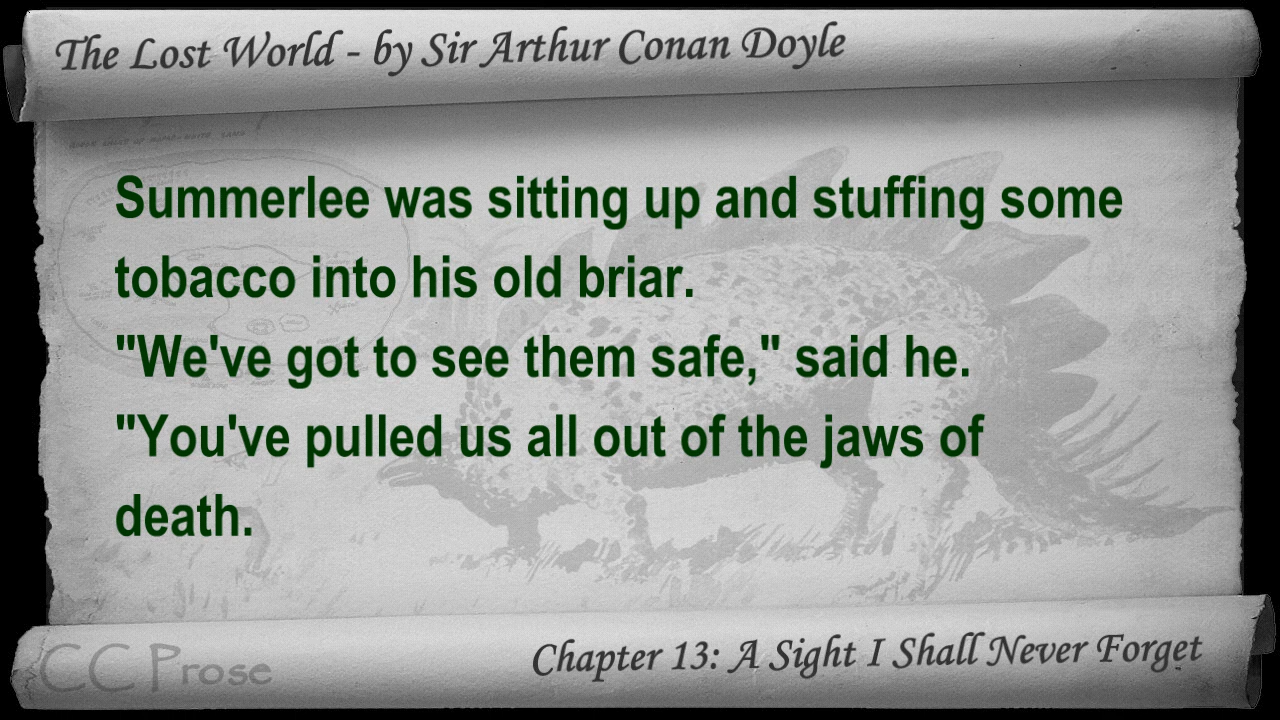 The Lost World - by Sir Arthur Conan Doyle
Summerlee was sitting up and stuffing some
tobacco into his old briar.
"We've got to see them safe," said he.
"You've pulled us all out of the jaws of
death.
CC Prose
Chapter 13: A Sight I Shall Never Forget